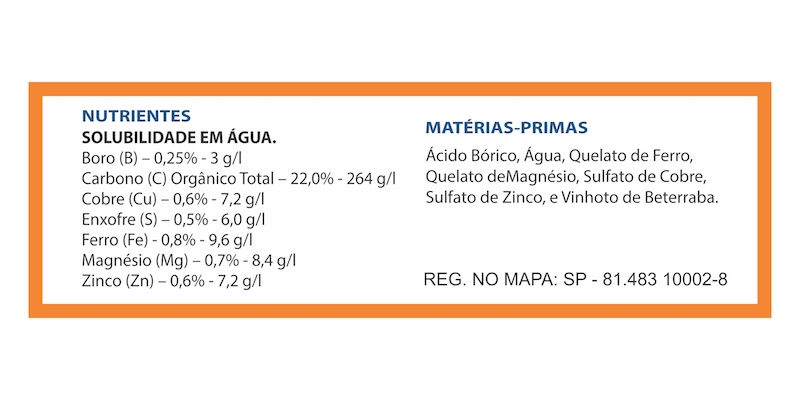 NUTRIENTES
SOLUBILIDADE EM ÁGUA.
Boro (B) – 0,25% - 3 g/l
Carbono (C) Orgânico Total – 22,0% - 264 g/l
Cobre (Cu) – 0,6% - 7,2 g/l
Enxofre (S) – 0,5% - 6,0 g/l
Ferro (Fe) - 0,8% - 9,6 g/l
Magnésio (Mg) – 0,7% - 8,4 g/l
Zinco (Zn) – 0,6% - 7,2 g/l
MATÉRIAS-PRIMAS
Ácido Bórico, Água, Quelato de Ferro,
Quelato deMagnésio, Sulfato de Cobre,
Sulfato de Zinco, e Vinhoto de Beterraba.
REG. NO MAPA: SP - 81.483 10002-8